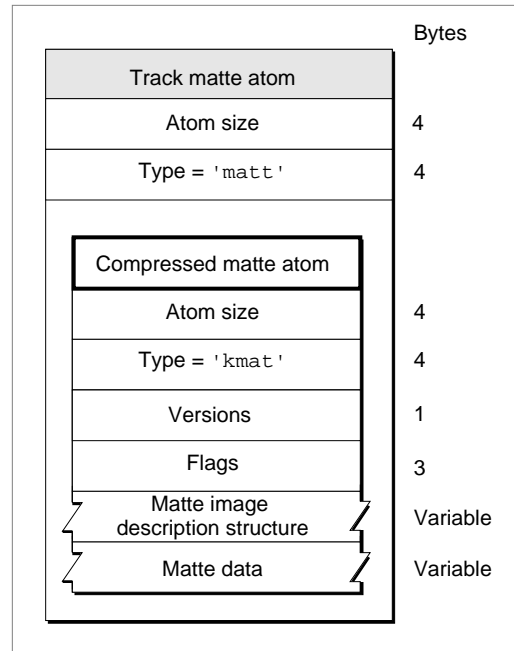 Bytes
Track matte atom
Atom size 4
Type = 'matt' 4
Compressed matte atom
Atom size 4
Type = 'kmat' 4
Versions 1
Flags 3
Matte image
description structure Variable
Matte data Variable